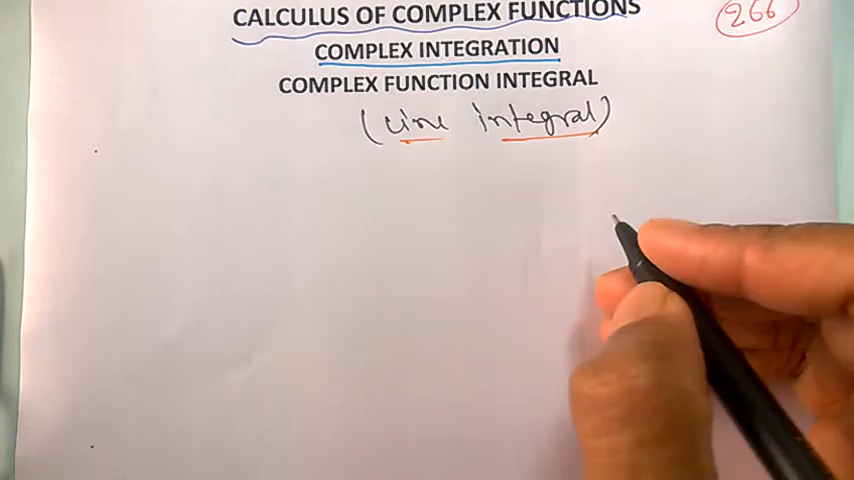 CALCULUS OF COMPLEX FUNCTIONS
266
COMPLEX INTEGRATION
COMPLEX FUNCTION INTEGRAL
(Line integral)